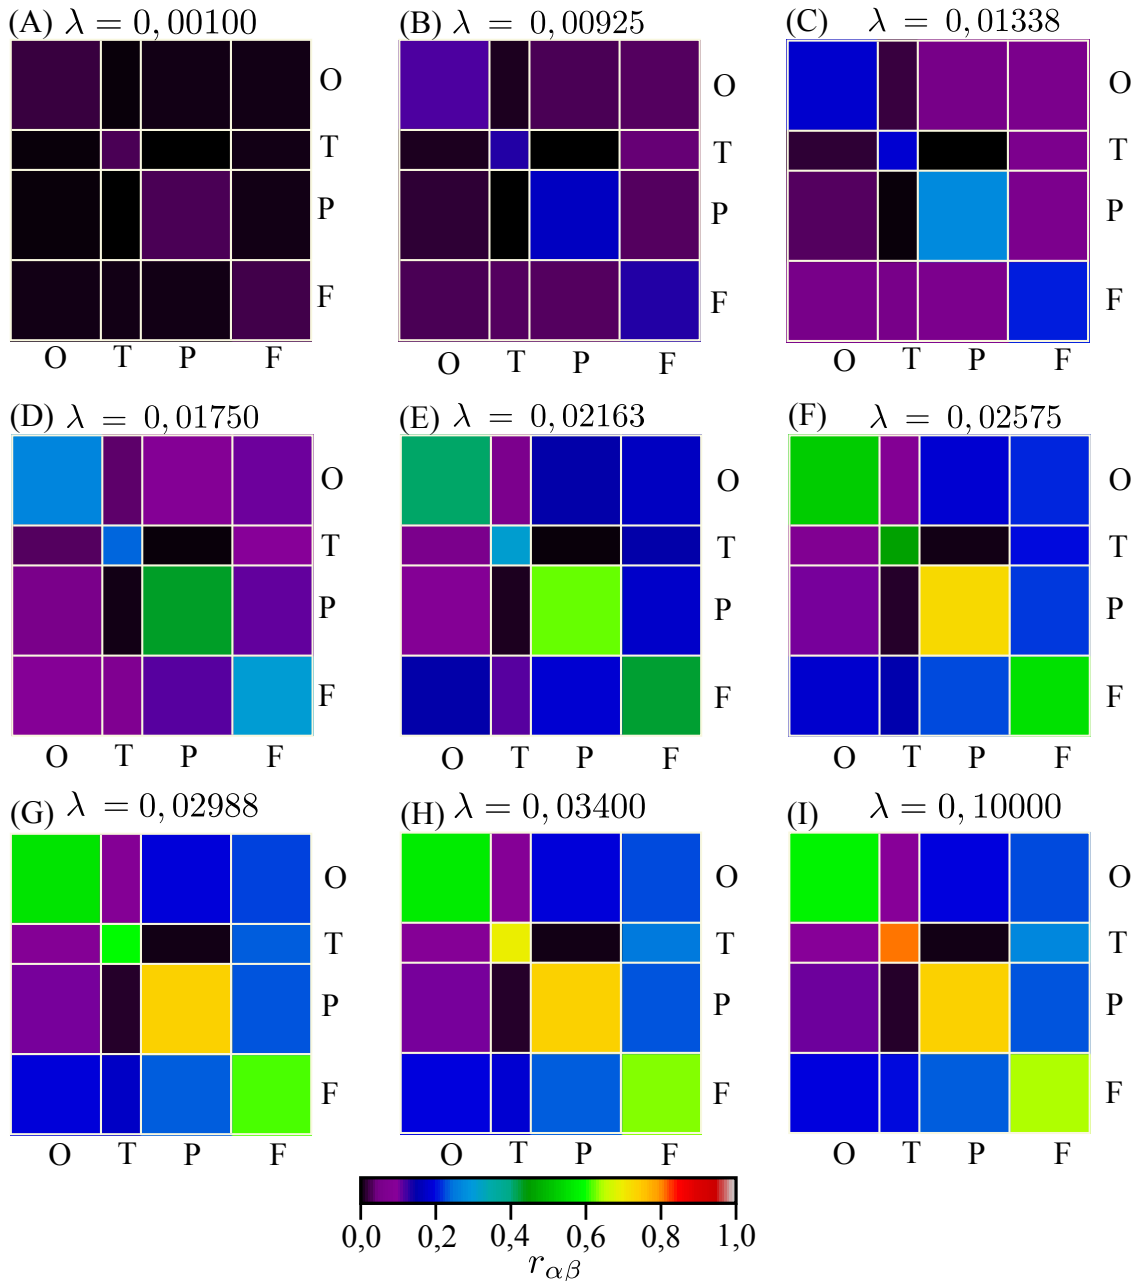 (A) λ = 0, 00100
(B) λ = 0, 00925
(C) λ = 0, 01338
O
T
P
F
O T P F
O
T
P
F
O T P F
O
T
P
F
O T P F
(D) λ = 0, 01750
(E) λ = 0, 02163
(F) λ = 0, 02575
O
T
P
F
O T P F
O
T
P
F
O T P F
O
T
P
F
O T P F
(G) λ = 0, 02988
(H) λ = 0, 03400
(I) λ = 0, 10000
O
T
P
F
O T P F
O
T
P
F
O T P F
O
T
P
F
O T P F
0,0 0,2 0,4 0,6 0,8 1,0
rαβ